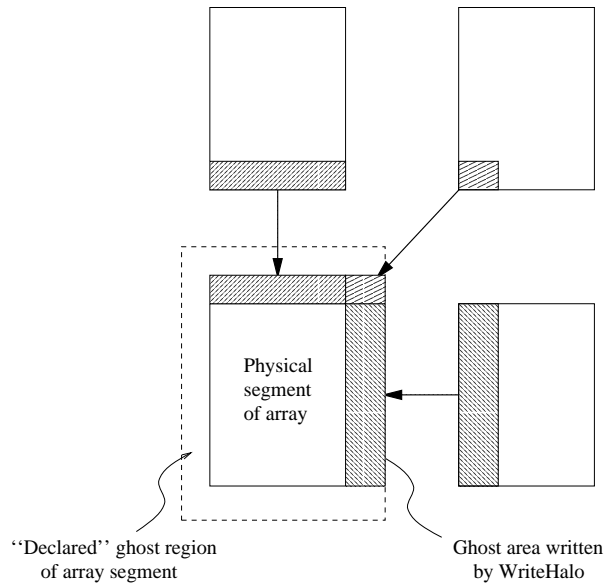 Physical
segment
of array
‘‘Declared’’ ghost region
of array segment
Ghost area written
by WriteHalo